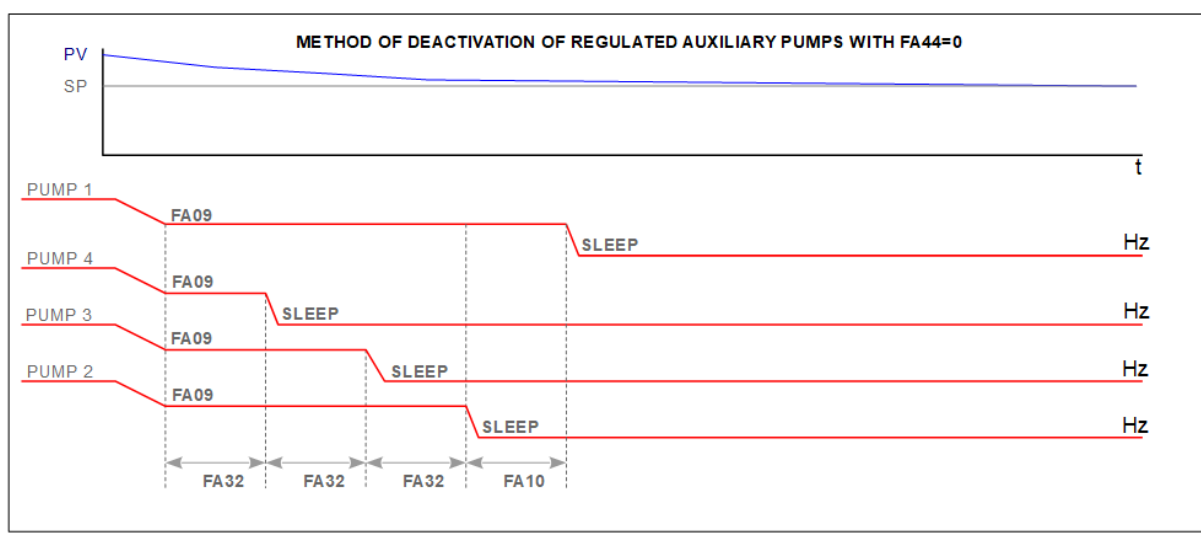 METHOD OF DEACTIVATION OF REGULATED AUXILIARY PUMPS WITH FA44=0
PV
SP
t
PUMP 1
FA09
SLEEP
Hz
PUMP 4
FA09
SLEEP
Hz
PUMP 3
FA09
SLEEP
Hz
PUMP 2
FA09
SLEEP
Hz
FA32 FA32 FA32 FA10